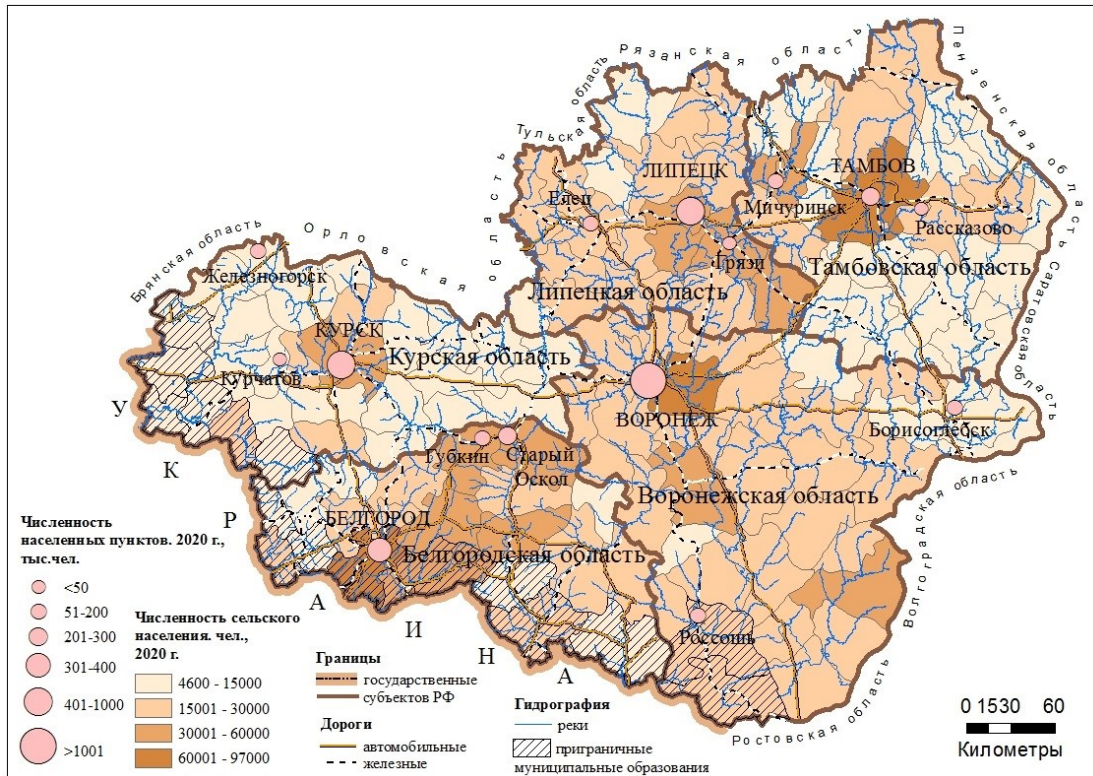 Рязанская область
Пензенская область
Тульская область
ЛИПЕЦК
ТАМБОВ
Елец
Мичуринск
Рассказово
Грязи
Брянская область
Орловская область
Железногорск
Липецкая область
Тамбовская область
Саратовская область
КУРСК
Курская область
Курчатов
ВОРОНЕЖ
Борисоглебск
Губкин
Старый
Оскол
Воронежская область
БЕЛГОРОД
Белгородская область
Волгоградская область
Россошь
Ростовская область
У К Р А И Н А
Численность
населенных пунктов. 2020 г.,
тыс.чел.
<50
51-200
201-300
301-400
401-1000
>1001
Численность сельского
населения. чел.,
2020 г.
4600 - 15000
15001 - 30000
30001 - 60000
60001 - 97000
Границы
государственные
субъектов РФ
Дороги
автомобильные
железные
Гидрография
реки
приграничные
муниципальные образования
0 1530 60
Километры